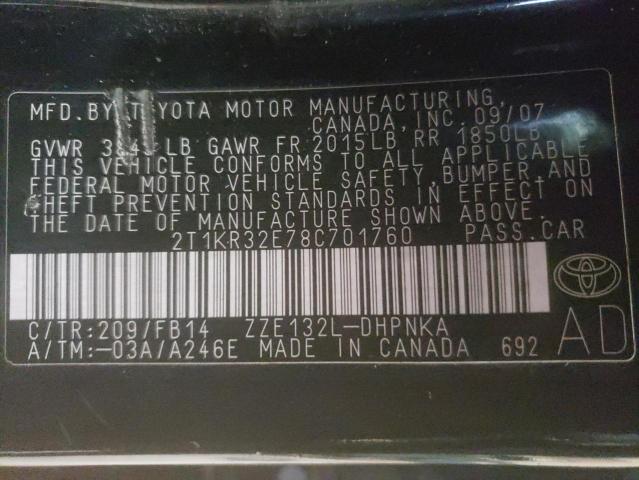 MFD. BY TOYOTA MOTOR MANUFACTURING,
CANADA, INC. 09/07
GVWR LB GAWR FR 2015LB RR 1850LB
THIS VEHICLE CONFORMS TO ALL APPLICABLE
FEDERAL MOTOR VEHICLE SAFETY, BUMPER, AND
THEFT PREVENTION STANDARDS IN EFFECT ON
THE DATE OF MANUFACTURE SHOWN ABOVE.
2T1KR32E78C701760 PASS.CAR
C/TR:209/FB14 ZZE132L-DHPNKA
A/TM:-03A/A246E MADE IN CANADA 692
AD